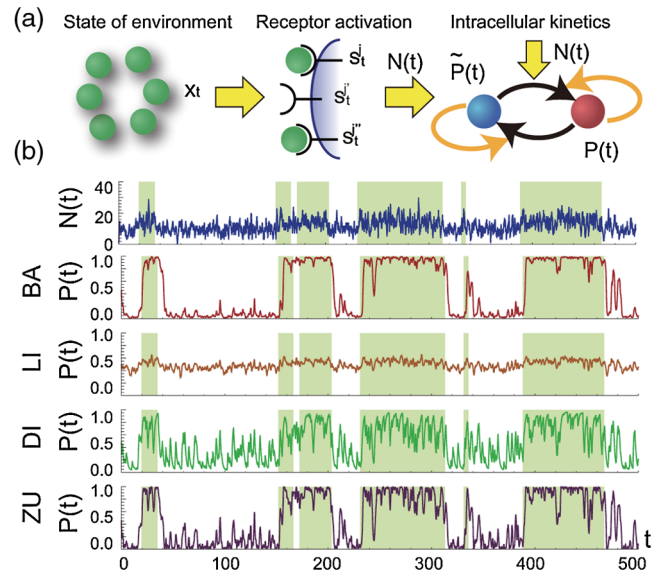 (a) State of environment Receptor activation Intracellular kinetics
xt
S_t^j
S_t^j'
S_t^j''
N(t)
N(t)
P̃(t)
P(t)
(b)
N(t)
40
20
0
BA
P(t)
1.0
0.5
0.0
LI
P(t)
1.0
0.5
0.0
DI
P(t)
1.0
0.5
0.0
ZU
P(t)
1.0
0.5
0.0
0 100 200 300 400 500 t